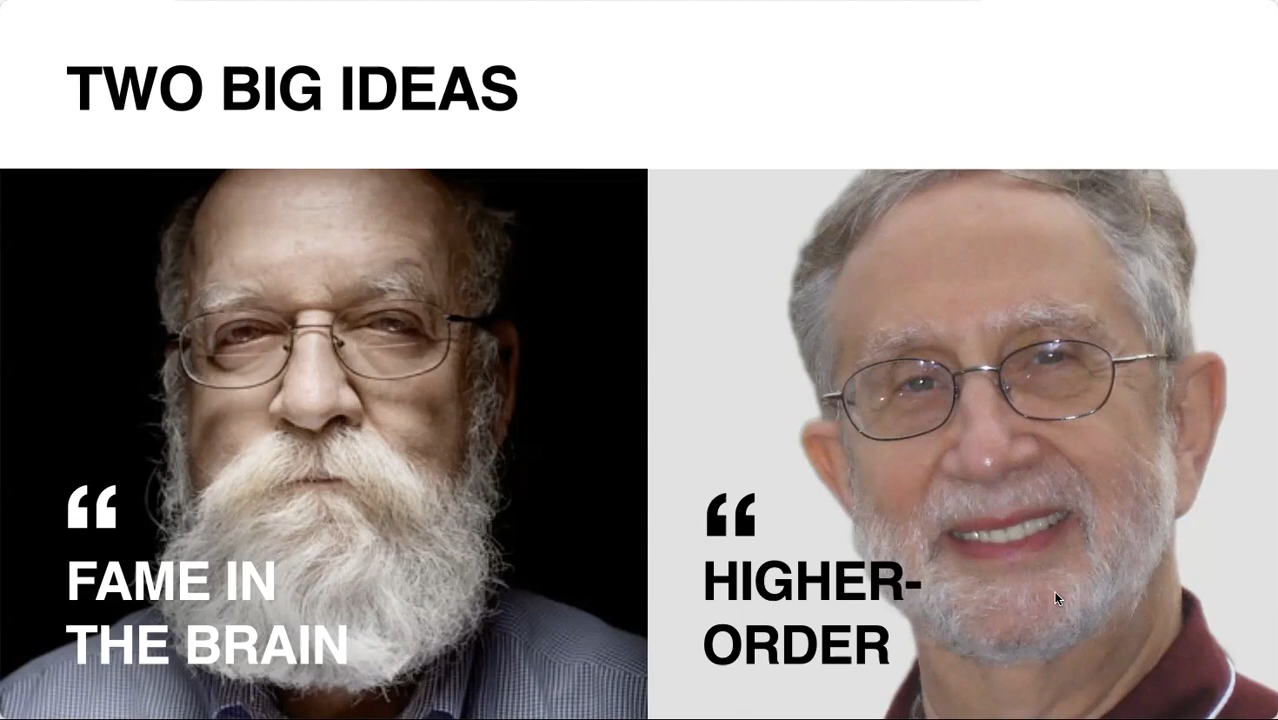 TWO BIG IDEAS
“
FAME IN
THE BRAIN
“
HIGHER-
ORDER